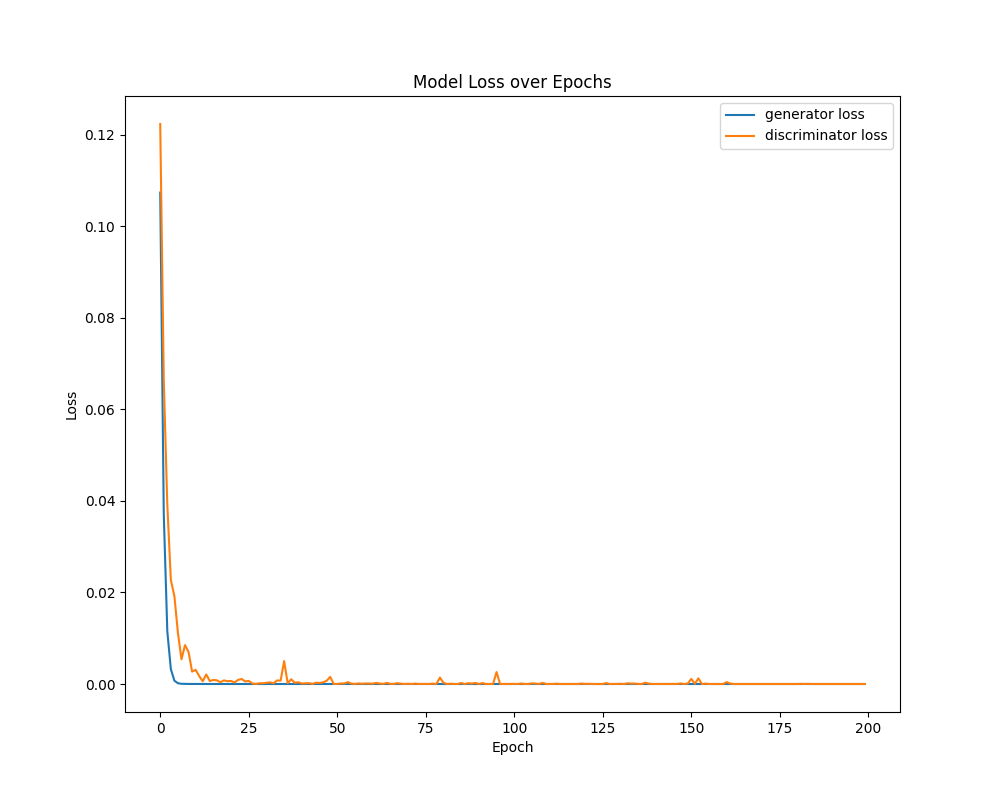 Model Loss over Epochs
generator loss
discriminator loss
0.12
0.10
0.08
0.06
0.04
0.02
0.00
Loss
0 25 50 75 100 125 150 175 200
Epoch